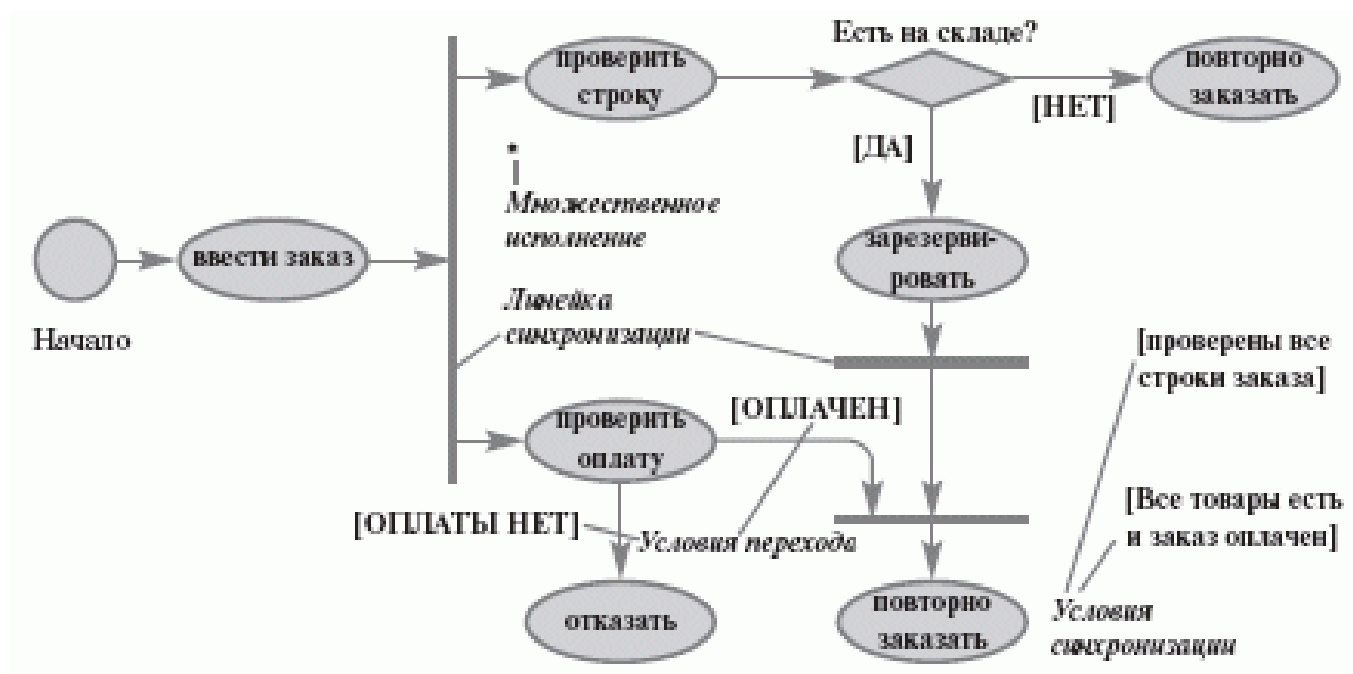 Есть на складе?
проверить
строку
повторно
заказать
[НЕТ]
[ДА]
*
Множественное
исполнение
ввести заказ
зарезерви-
ровать
Начало
Линейка
синхронизации
[проверены все
строки заказа]
[ОПЛАЧЕН]
проверить
оплату
[ОПЛАТЫ НЕТ]
Условия перехода
[Все товары есть
и заказ оплачен]
отказать
повторно
заказать
Условия
синхронизации